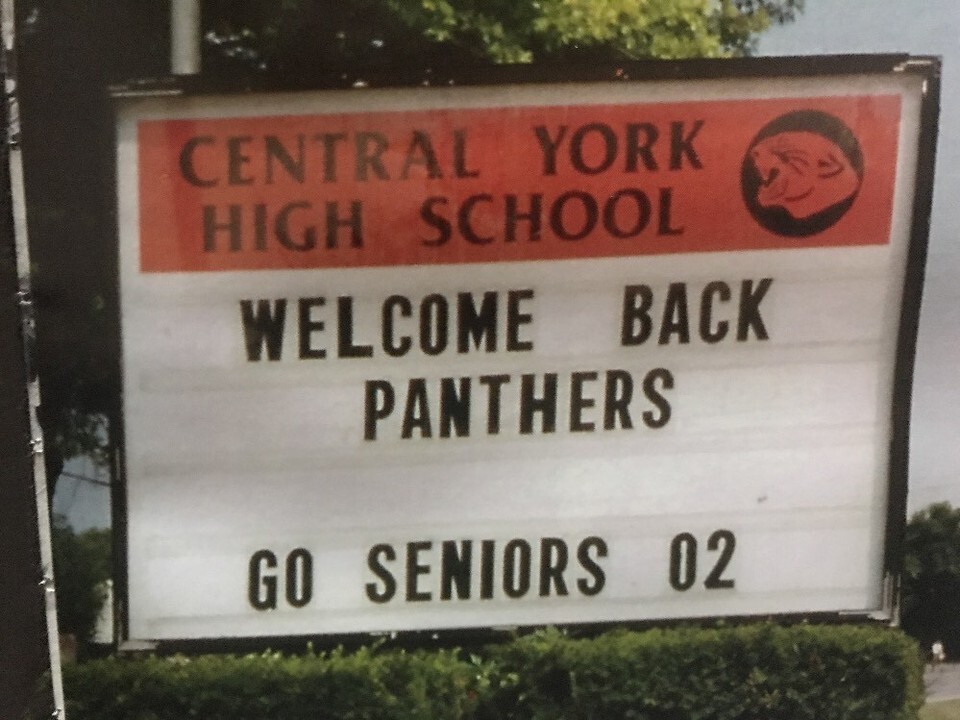 CENTRAL YORK
HIGH SCHOOL
WELCOME BACK
PANTHERS
GO SENIORS 02